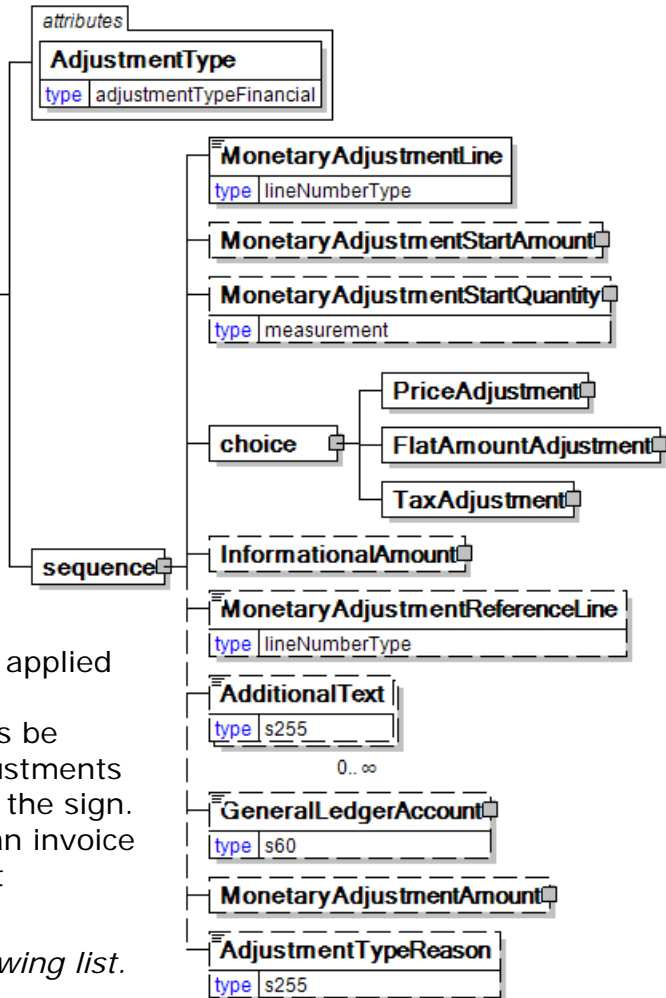 attributes
AdjustmentType
type adjustmentTypeFinancial
MonetaryAdjustmentLine
type lineNumberType
MonetaryAdjustmentStartAmount
MonetaryAdjustmentStartQuantity
type measurement
choice
PriceAdjustment
FlatAmountAdjustment
TaxAdjustment
sequence
InformationalAmount
MonetaryAdjustmentReferenceLine
type lineNumberType
AdditionalText
type s255
0.. ∞
GeneralLedgerAccount
type s60
MonetaryAdjustmentAmount
AdjustmentTypeReason
type s255
applied
s be
ustments
the sign.
an invoice
t
wing list.